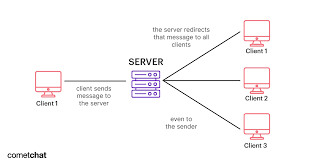 the server redirects
that message to all
clients
Client 1
SERVER
client sends
message to
the server
Client 1
Client 2
even to
the sender
Client 3
cometchat